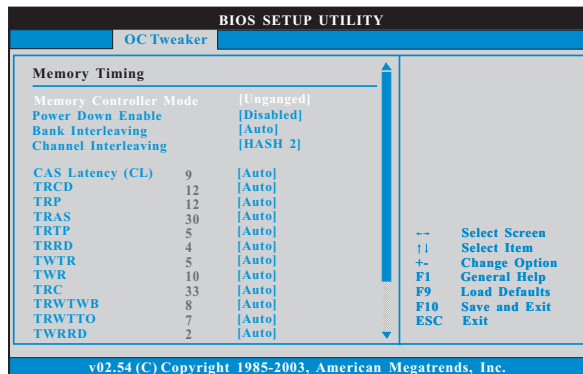 BIOS SETUP UTILITY
OC Tweaker
Memory Timing
Memory Controller Mode [Unganged]
Power Down Enable [Disabled]
Bank Interleaving [Auto]
Channel Interleaving [HASH 2]
CAS Latency (CL) 9 [Auto]
TRCD 12 [Auto]
TRP 12 [Auto]
TRAS 30 [Auto]
TRTP 5 [Auto]
TRRD 4 [Auto]
TWTR 5 [Auto]
TWR 10 [Auto]
TRC 33 [Auto]
TRWTWB 8 [Auto]
TRWTTO 7 [Auto]
TWRRD 2 [Auto]
←→ Select Screen
↑↓ Select Item
+- Change Option
F1 General Help
F9 Load Defaults
F10 Save and Exit
ESC Exit
v02.54 (C) Copyright 1985-2003, American Megatrends, Inc.